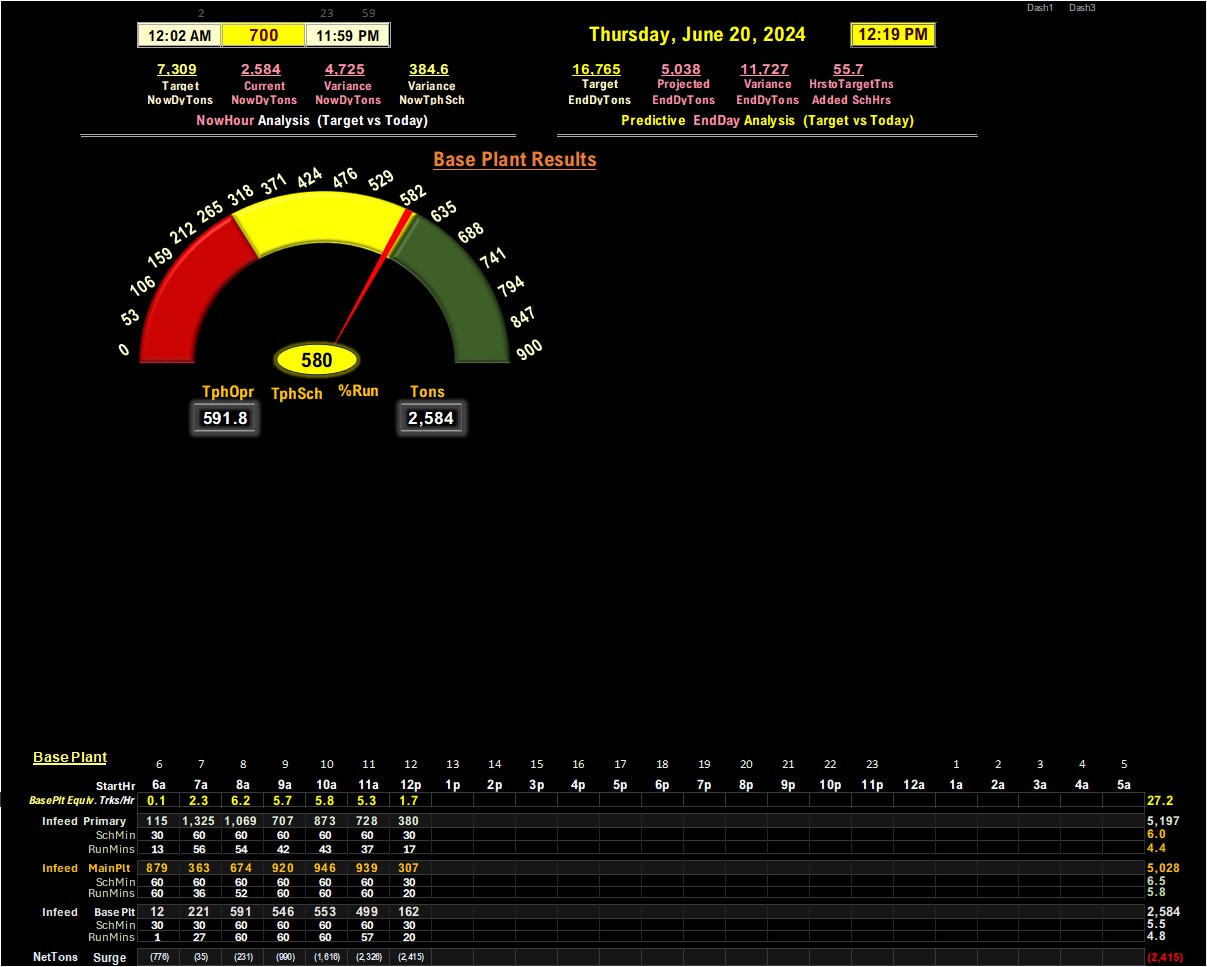 2 23 59 Dash1 Dash3
12:02 AM 700 11:59 PM Thursday, June 20, 2024 12:19 PM
7,309 2,584 4,725 384.6 16,765 5,038 11,727 55.7
Target Current Variance Variance Target Projected Variance HrstoTargetTns
NowDyTons NowDyTons NowDyTons NowTphSch EndDyTons EndDyTons EndDyTons Added SchHrs
NowHour Analysis (Target vs Today) Predictive EndDay Analysis (Target vs Today)
Base Plant Results
0 53 106 159 212 265 318 371 424 476 529 582 635 688 741 794 847 900
580
TphOpr TphSch %Run Tons
591.8 2,584
Base Plant
6 7 8 9 10 11 12 13 14 15 16 17 18 19 20 21 22 23 1 2 3 4 5
StartHr 6a 7a 8a 9a 10a 11a 12p 1p 2p 3p 4p 5p 6p 7p 8p 9p 10p 11p 12a 1a 2a 3a 4a 5a
BasePlt Equiv. Trks/Hr 0.1 2.3 6.2 5.7 5.8 5.3 1.7 27.2
Infeed Primary 115 1,325 1,069 707 873 728 380 5,197
SchMin 30 60 60 60 60 60 30 6.0
RunMins 13 56 54 42 43 37 17 4.4
Infeed MainPlt 879 363 674 920 946 939 307 5,028
SchMin 60 60 60 60 60 60 30 6.5
RunMins 60 36 52 60 60 60 20 5.8
Infeed Base Plt 12 221 591 546 553 499 162 2,584
SchMin 30 30 60 60 60 60 30 5.5
RunMins 1 27 60 60 60 57 20 4.8
NetTons Surge (776) (35) (231) (990) (1,616) (2,326) (2,415) (2,415)